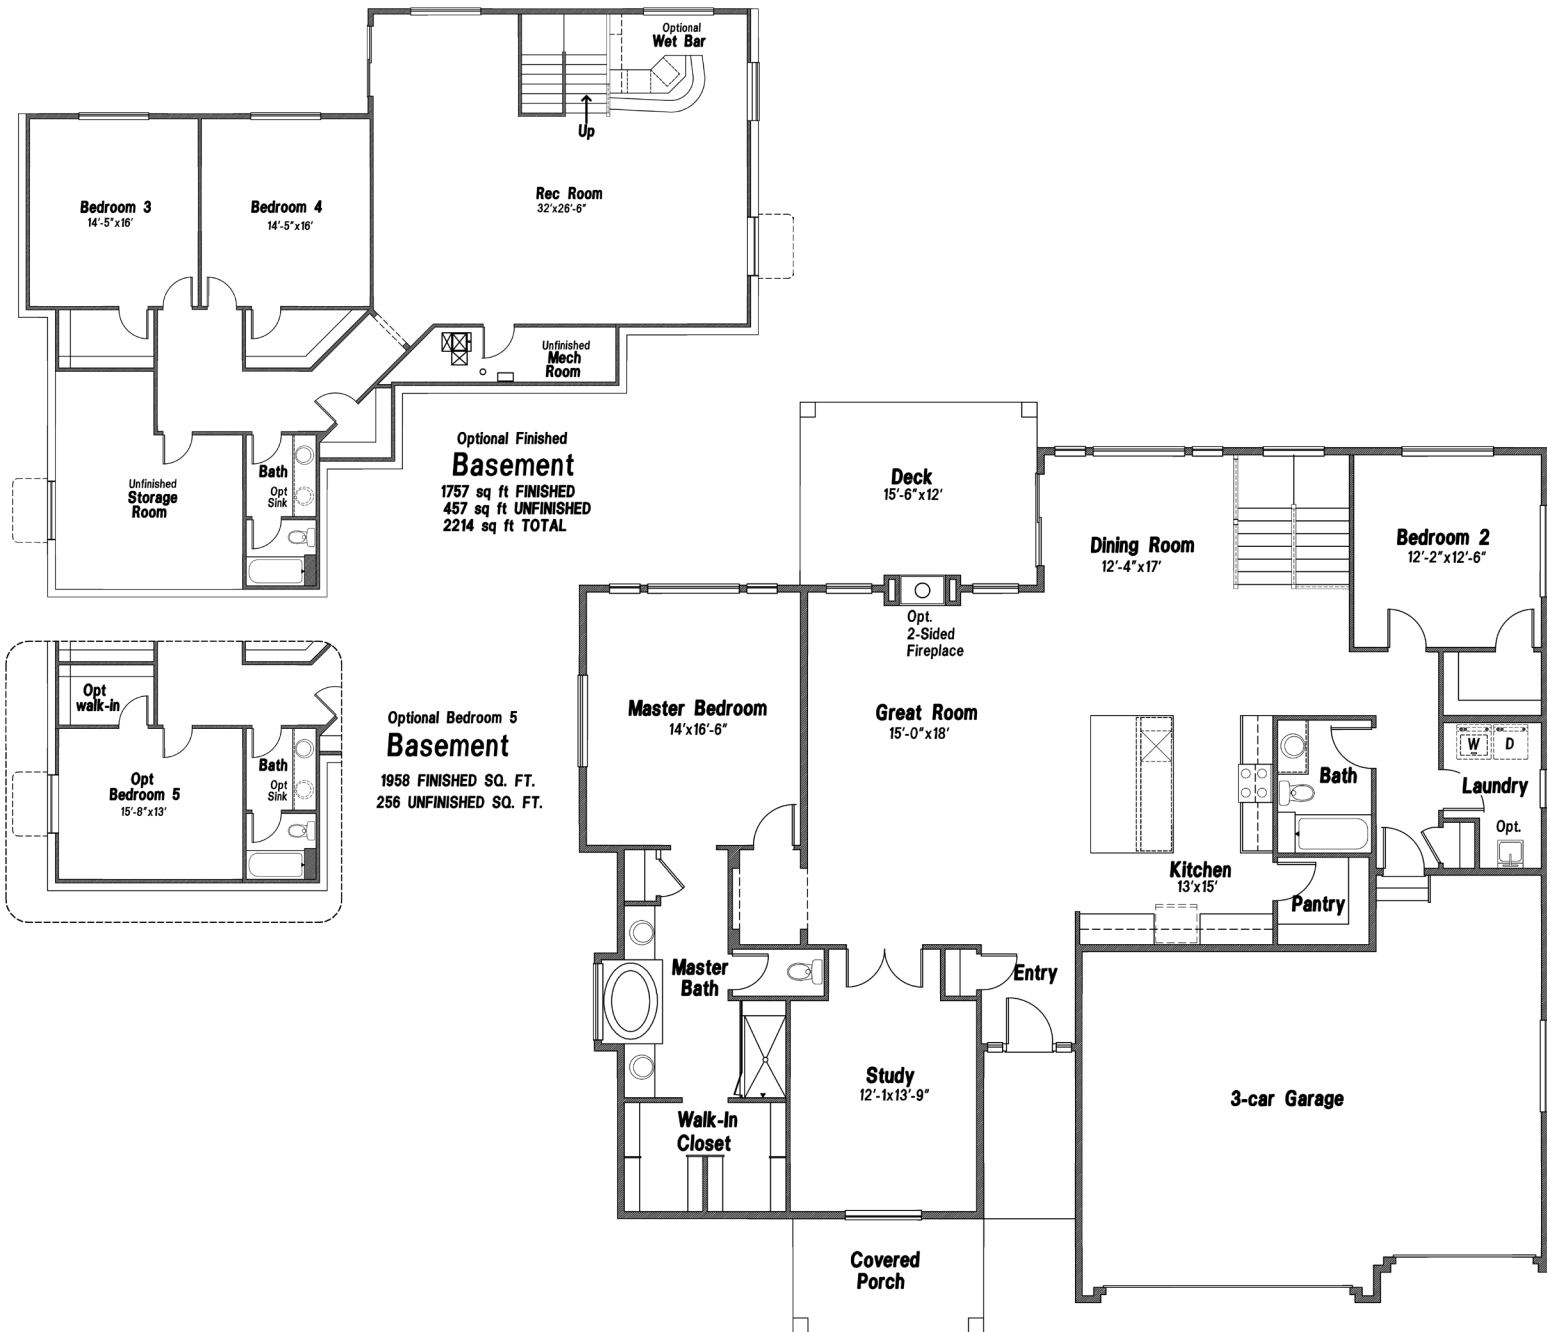 Optional
Wet Bar
Up
Rec Room
32'x26'-6"
Bedroom 3
14'-5"x16'
Bedroom 4
14'-5"x16'
Unfinished
Mech
Room
Optional Finished
Basement
1757 sq ft FINISHED
457 sq ft UNFINISHED
2214 sq ft TOTAL
Bath
Opt
Sink
Unfinished
Storage
Room
Opt
walk-in
Bath
Opt
Sink
Opt
Bedroom 5
15'-8"x13'
Optional Bedroom 5
Basement
1958 FINISHED SQ. FT.
256 UNFINISHED SQ. FT.
Deck
15'-6"x12'
Dining Room
12'-4"x17'
Bedroom 2
12'-2"x12'-6"
Opt.
2-Sided
Fireplace
Master Bedroom
14'x16'-6"
Great Room
15'-0"x18'
W
D
Bath
Laundry
Opt.
Kitchen
13'x15'
Pantry
Master
Bath
Entry
Study
12'-1x13'-9"
3-car Garage
Walk-In
Closet
Covered
Porch